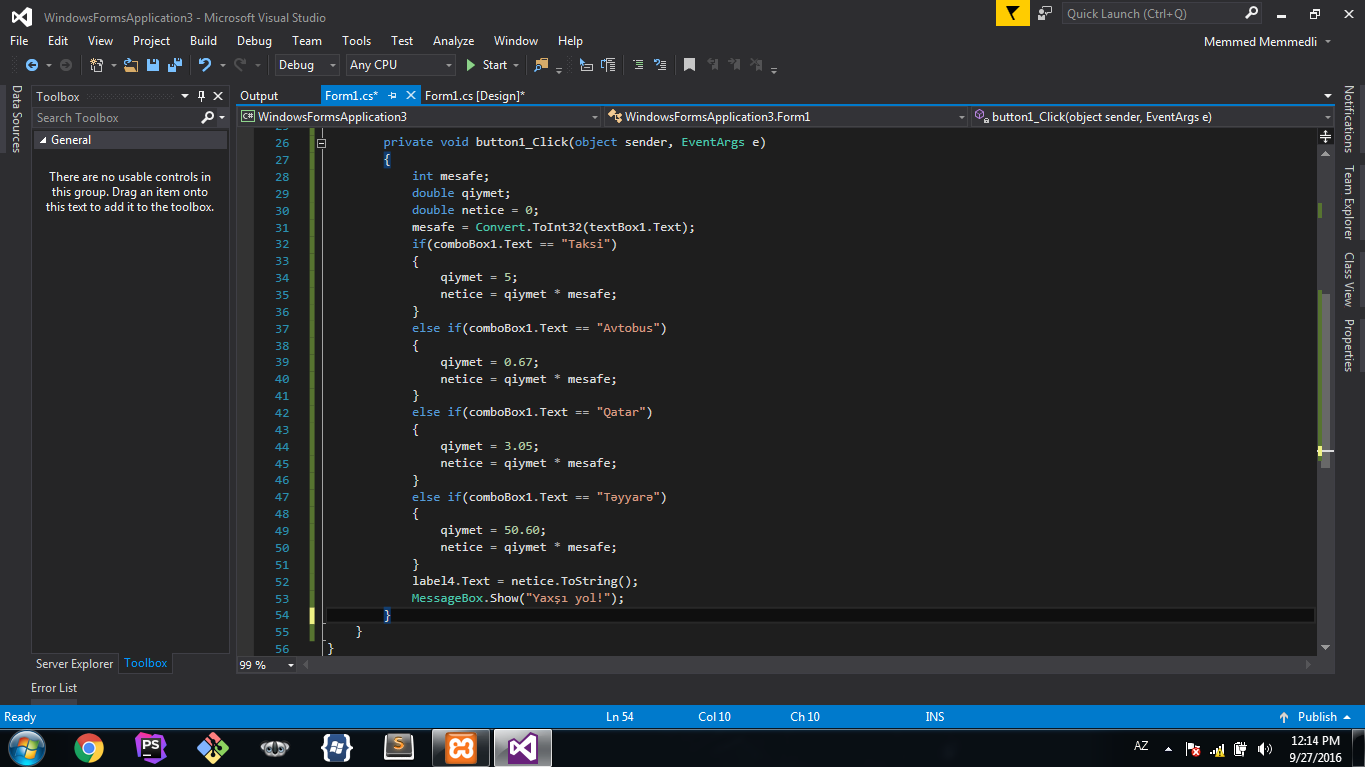 WindowsFormsApplication3 - Microsoft Visual Studio
Quick Launch (Ctrl+Q)
File Edit View Project Build Debug Team Tools Test Analyze Window Help
Memmed Memmedli
Debug Any CPU Start
Data Sources
Toolbox
Search Toolbox
General
There are no usable controls in
this group. Drag an item onto
this text to add it to the toolbox.
Server Explorer Toolbox
Error List
Output Form1.cs* Form1.cs [Design]*
WindowsFormsApplication3 WindowsFormsApplication3.Form1 button1_Click(object sender, EventArgs e)
25
26 private void button1_Click(object sender, EventArgs e)
27 {
28 int mesafe;
29 double qiymet;
30 double netice = 0;
31 mesafe = Convert.ToInt32(textBox1.Text);
32 if(comboBox1.Text == "Taksi")
33 {
34 qiymet = 5;
35 netice = qiymet * mesafe;
36 }
37 else if(comboBox1.Text == "Avtobus")
38 {
39 qiymet = 0.67;
40 netice = qiymet * mesafe;
41 }
42 else if(comboBox1.Text == "Qatar")
43 {
44 qiymet = 3.05;
45 netice = qiymet * mesafe;
46 }
47 else if(comboBox1.Text == "Təyyarə")
48 {
49 qiymet = 50.60;
50 netice = qiymet * mesafe;
51 }
52 label4.Text = netice.ToString();
53 MessageBox.Show("Yaxşı yol!");
54 }
55 }
56 }
99 %
Notifications
Team Explorer
Class View
Properties
Ready Ln 54 Col 10 Ch 10 INS Publish
PS
S
AZ
12:14 PM
9/27/2016